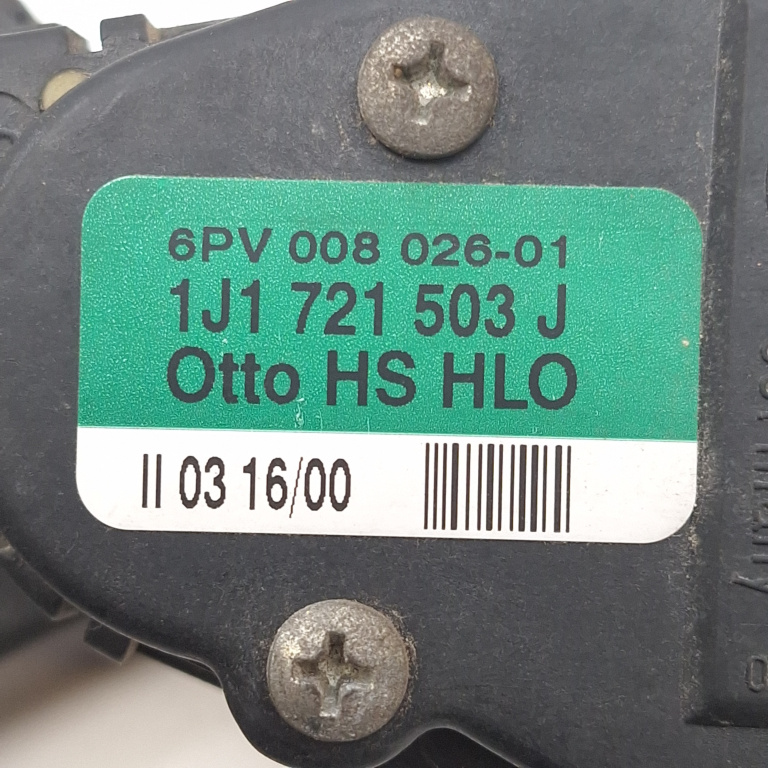 6PV 008 026-01
1J1 721 503 J
Otto HS HLO
II 03 16/00